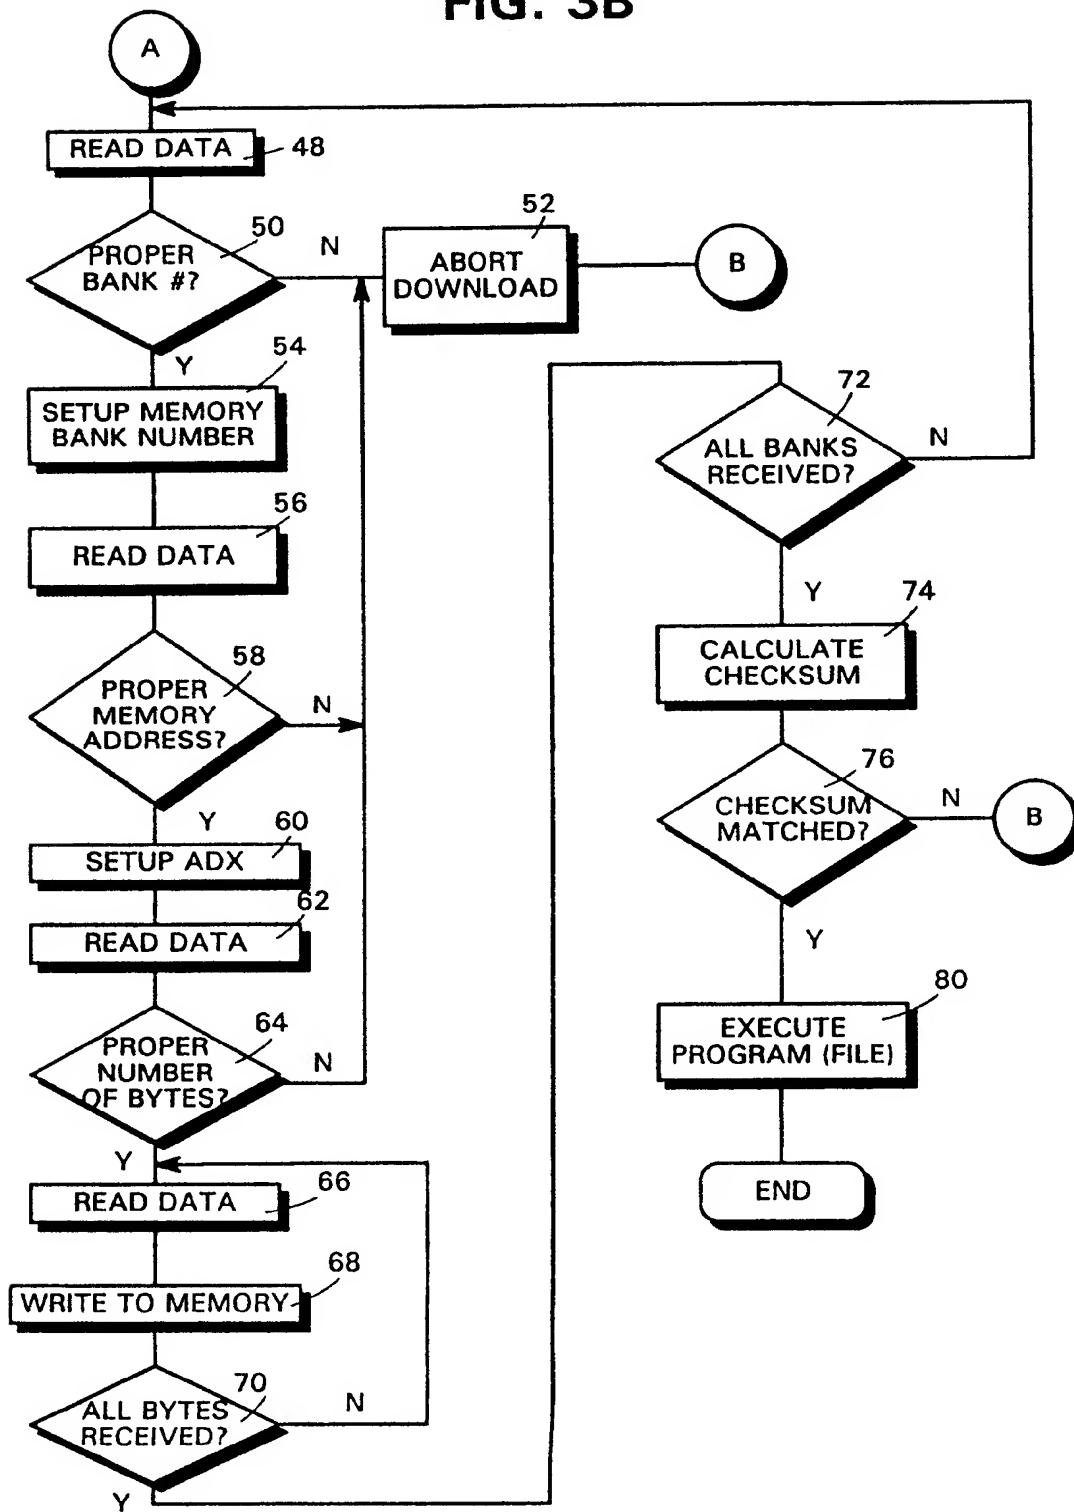 FIG. 3B
A
READ DATA
48
PROPER
BANK #?
50
N
ABORT
DOWNLOAD
52
B
Y
SETUP MEMORY
BANK NUMBER
54
READ DATA
56
PROPER
MEMORY
ADDRESS?
58
N
Y
SETUP ADX
60
READ DATA
62
PROPER
NUMBER
OF BYTES?
64
N
Y
READ DATA
66
WRITE TO MEMORY
68
ALL BYTES
RECEIVED?
70
N
Y
ALL BANKS
RECEIVED?
72
N
Y
CALCULATE
CHECKSUM
74
CHECKSUM
MATCHED?
76
N
B
Y
EXECUTE
PROGRAM (FILE)
80
END